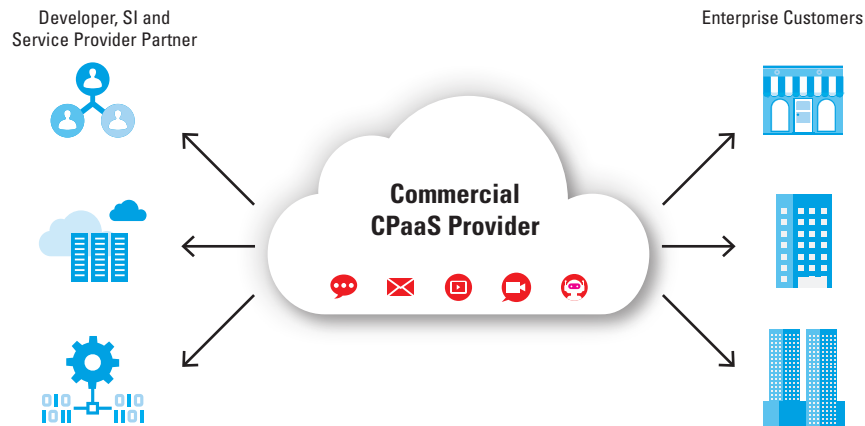 Developer, SI and
Service Provider Partner
Enterprise Customers
Commercial
CPaaS Provider